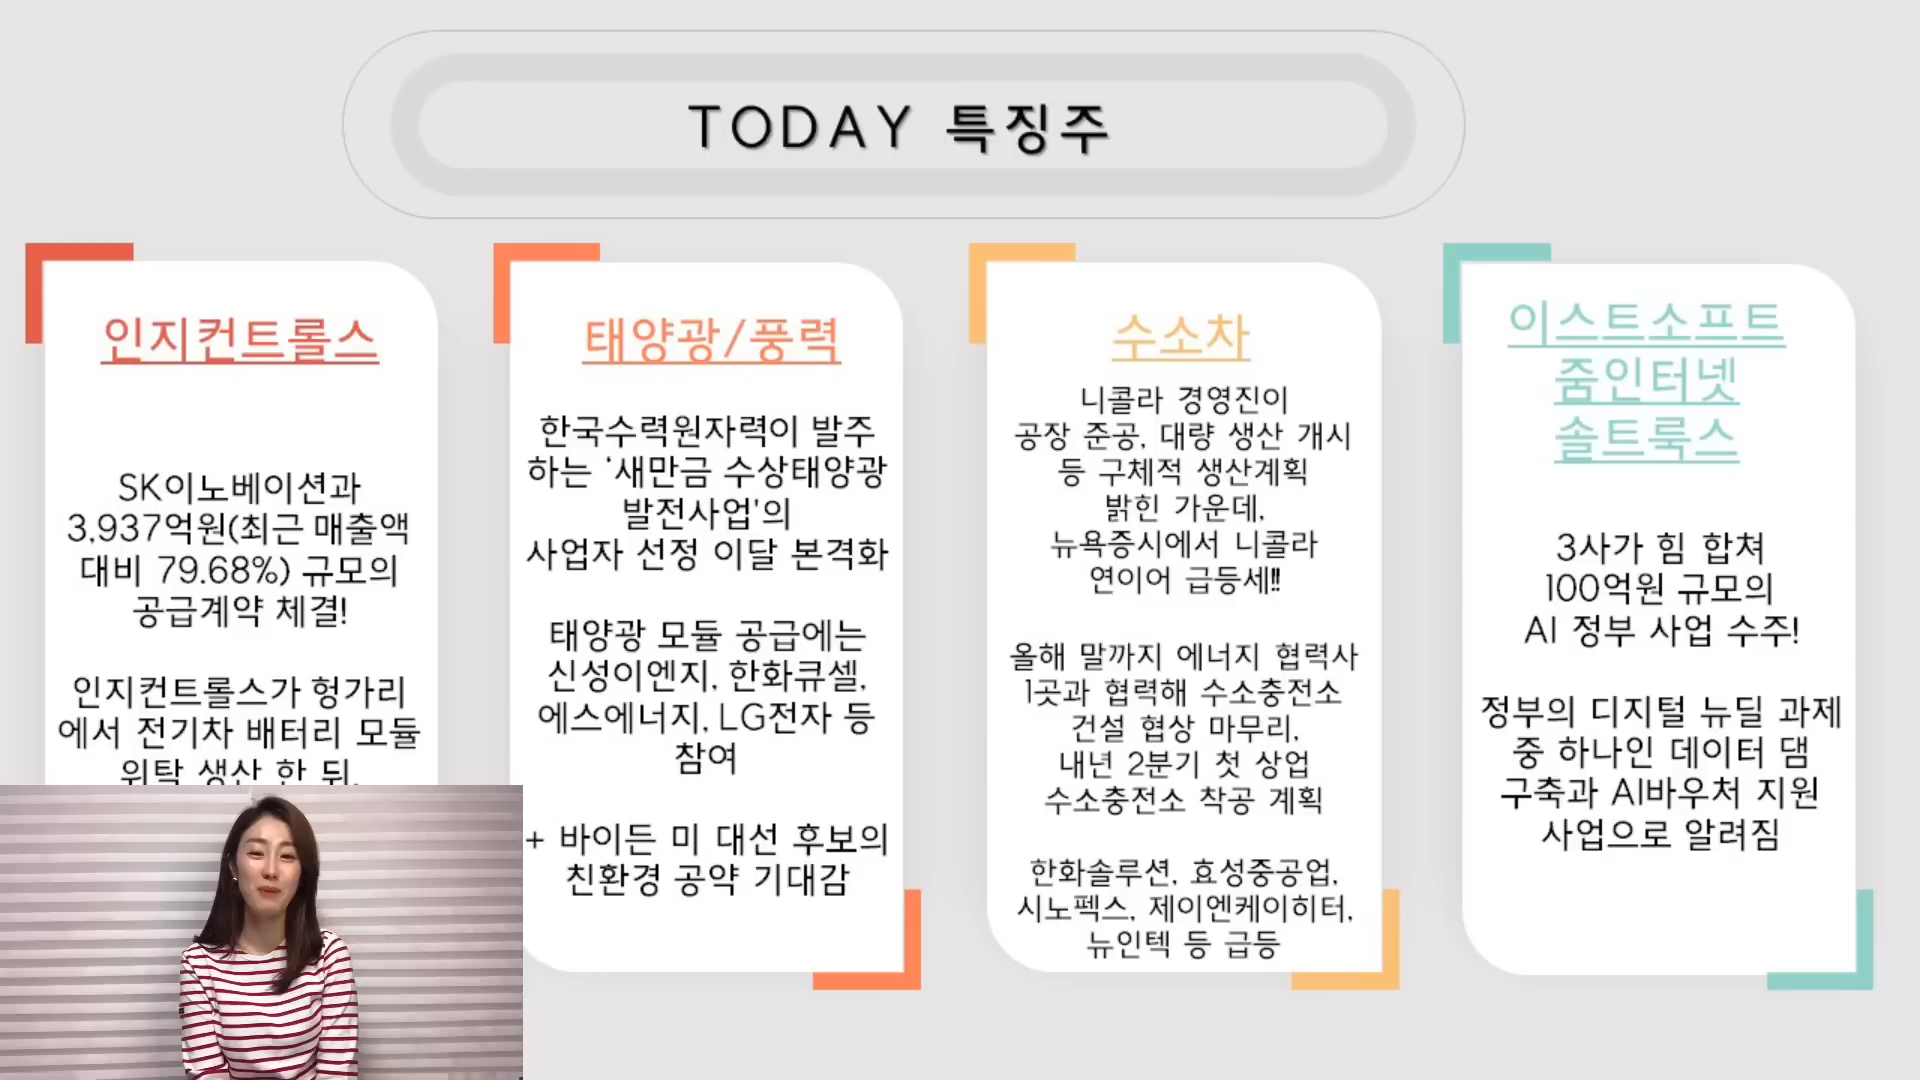 TODAY 특징주
인지컨트롤스
SK이노베이션과
3,937억원(최근 매출액
대비 79.68%) 규모의
공급계약 체결!
인지컨트롤스가 헝가리
에서 전기차 배터리 모듈
위탁 생산 한 뒤,
태양광/풍력
한국수력원자력이 발주
하는 '새만금 수상태양광
발전사업'의
사업자 선정 이달 본격화
태양광 모듈 공급에는
신성이엔지, 한화큐셀,
에스에너지, LG전자 등
참여
+ 바이든 미 대선 후보의
친환경 공약 기대감
수소차
니콜라 경영진이
공장 준공, 대량 생산 개시
등 구체적 생산계획
밝힌 가운데,
뉴욕증시에서 니콜라
연이어 급등세!!
올해 말까지 에너지 협력사
1곳과 협력해 수소충전소
건설 협상 마무리,
내년 2분기 첫 상업
수소충전소 착공 계획
한화솔루션, 효성중공업,
시노펙스, 제이엔케이히터,
뉴인텍 등 급등
이스트소프트
줌인터넷
솔트룩스
3사가 힘 합쳐
100억원 규모의
AI 정부 사업 수주!
정부의 디지털 뉴딜 과제
중 하나인 데이터 댐
구축과 AI바우처 지원
사업으로 알려짐